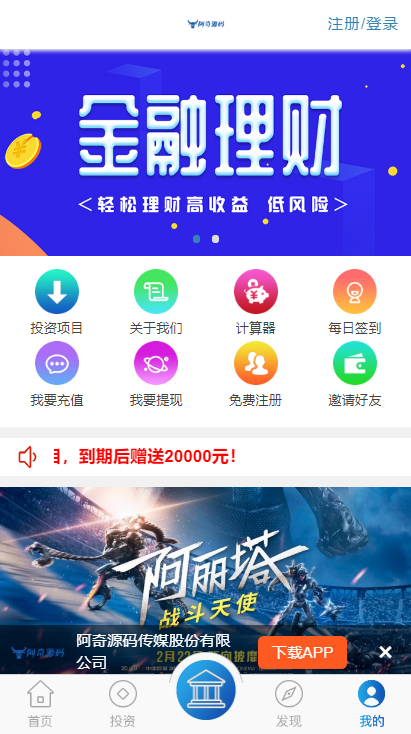 阿奇源码
注册/登录
金融理财
<轻松理财高收益 低风险>
投资项目
关于我们
计算器
每日签到
我要充值
我要提现
免费注册
邀请好友
，到期后赠送20000元！
阿丽塔
战斗天使
阿奇源码
阿奇源码传媒股份有限
公司
下载APP
首页
投资
发现
我的